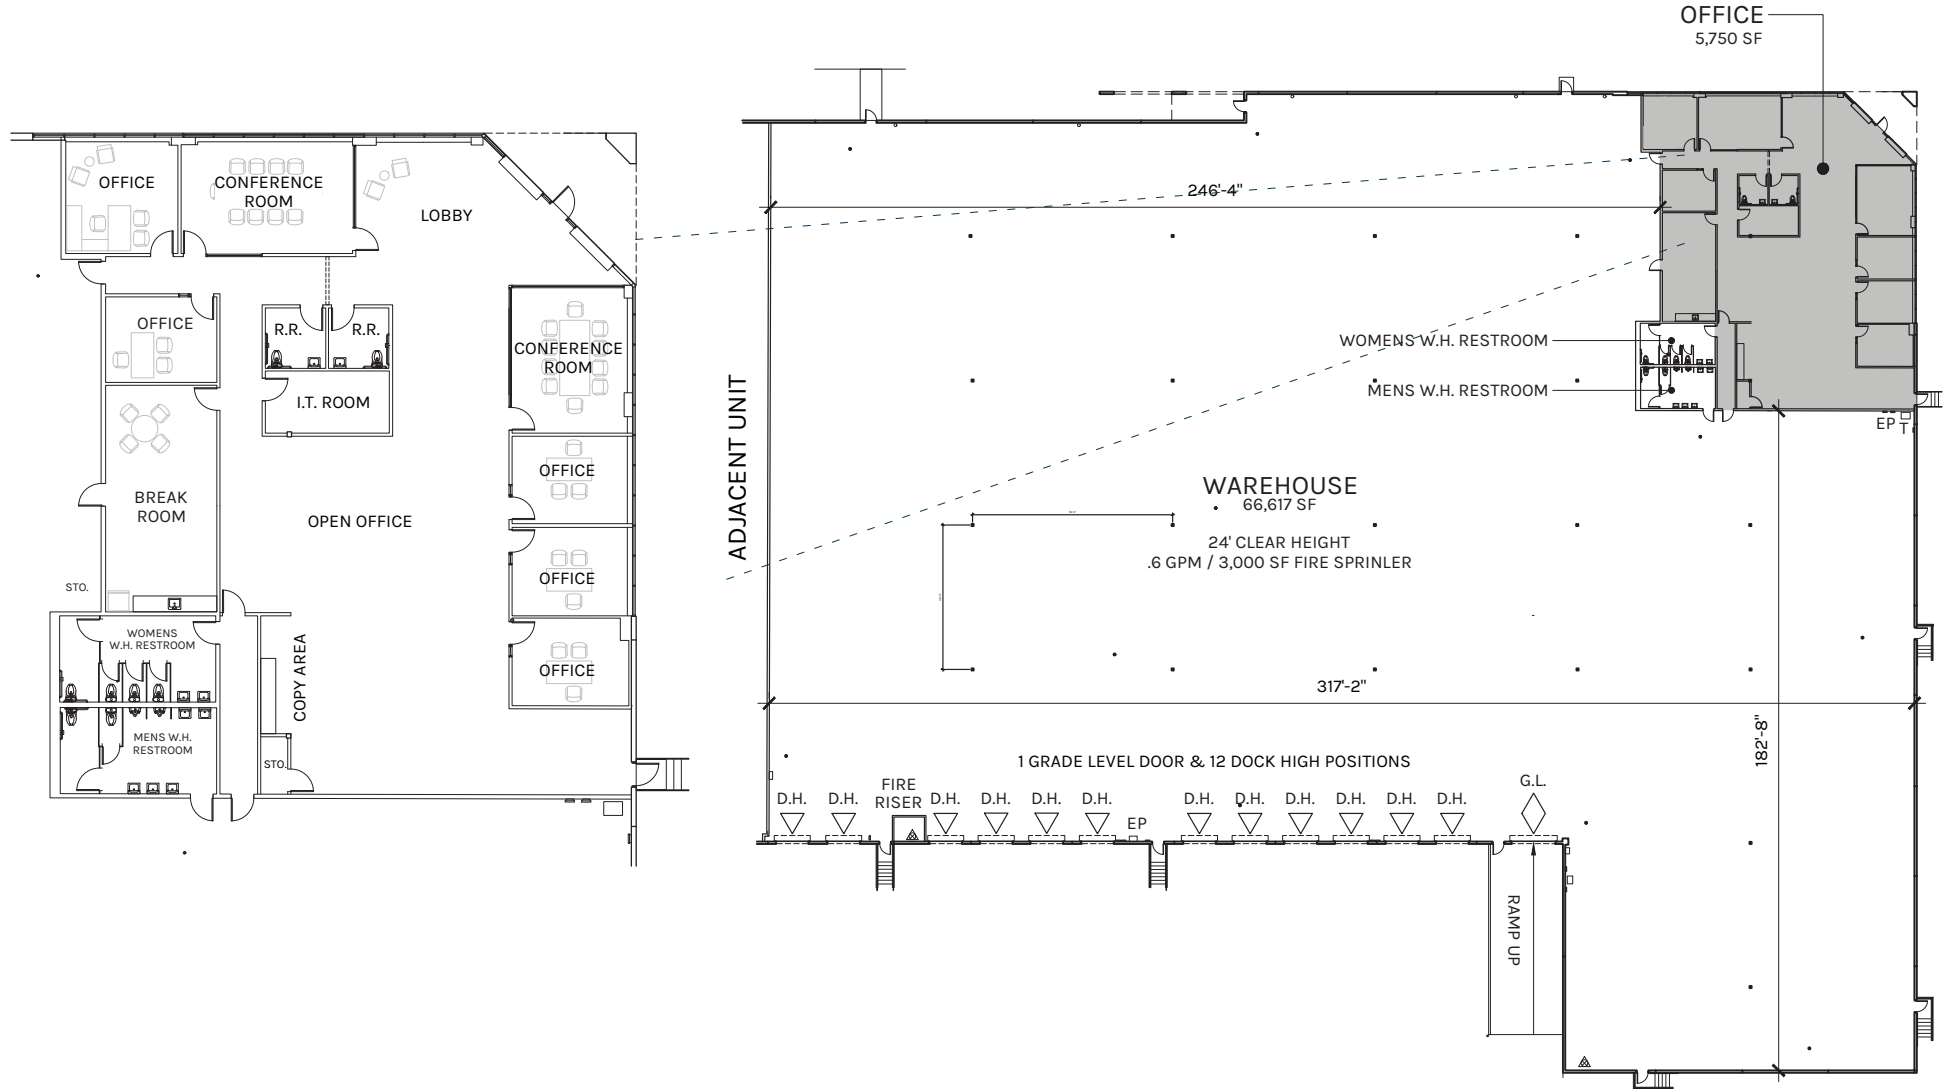 OFFICE
5,750 SF
OFFICE
CONFERENCE
ROOM
LOBBY
OFFICE
R.R.
R.R.
I.T. ROOM
CONFERENCE
ROOM
BREAK
ROOM
OPEN OFFICE
OFFICE
OFFICE
OFFICE
STO.
WOMENS
W.H. RESTROOM
MENS W.H.
RESTROOM
COPY AREA
STO.
ADJACENT UNIT
246'-4"
WOMENS W.H. RESTROOM
MENS W.H. RESTROOM
EP
T
WAREHOUSE
66,617 SF
24' CLEAR HEIGHT
.6 GPM / 3,000 SF FIRE SPRINLER
317'-2"
182'-8"
1 GRADE LEVEL DOOR & 12 DOCK HIGH POSITIONS
D.H.
D.H.
FIRE
RISER
D.H.
D.H.
D.H.
D.H.
EP
D.H.
D.H.
D.H.
D.H.
D.H.
D.H.
G.L.
RAMP UP